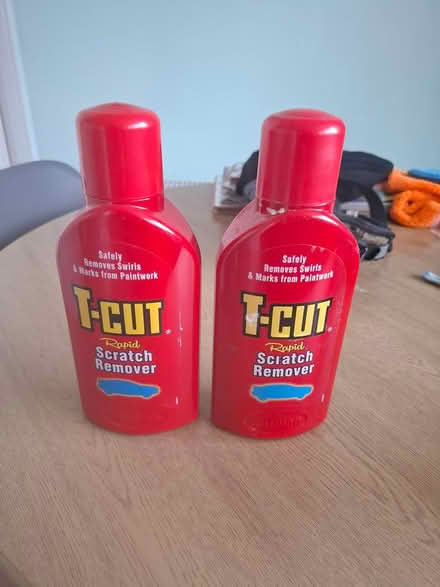 Safely
Removes Swirls
& Marks from Paintwork
T-CUT®
Rapid
Scratch
Remover
Safely
Removes Swirls
& Marks from Paintwork
T-CUT®
Rapid
Scratch
Remover